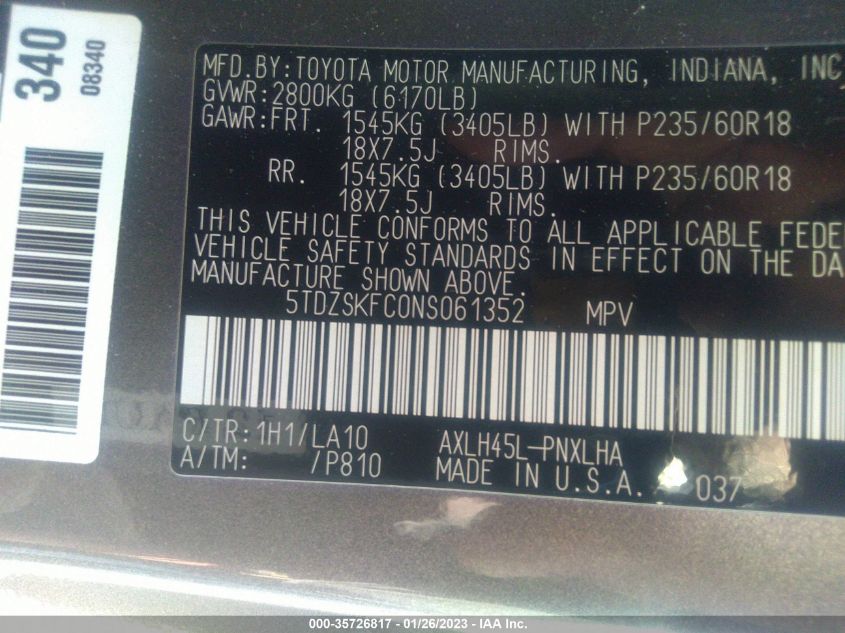 340
08340
MFD.BY:TOYOTA MOTOR MANUFACTURING, INDIANA, INC
GVWR:2800KG (6170LB)
GAWR:FRT. 1545KG (3405LB) WITH P235/60R18
18X7.5J RIMS.
RR. 1545KG (3405LB) WITH P235/60R18
18X7.5J RIMS.
THIS VEHICLE CONFORMS TO ALL APPLICABLE FEDE
VEHICLE SAFETY STANDARDS IN EFFECT ON THE DA
MANUFACTURE SHOWN ABOVE.
5TDZSKFC0NS061352 MPV
C/TR:1H1/LA10 AXLH45L-PNXLHA
A/TM: /P810 MADE IN U.S.A. 037
000-35726817 - 01/26/2023 - IAA Inc.